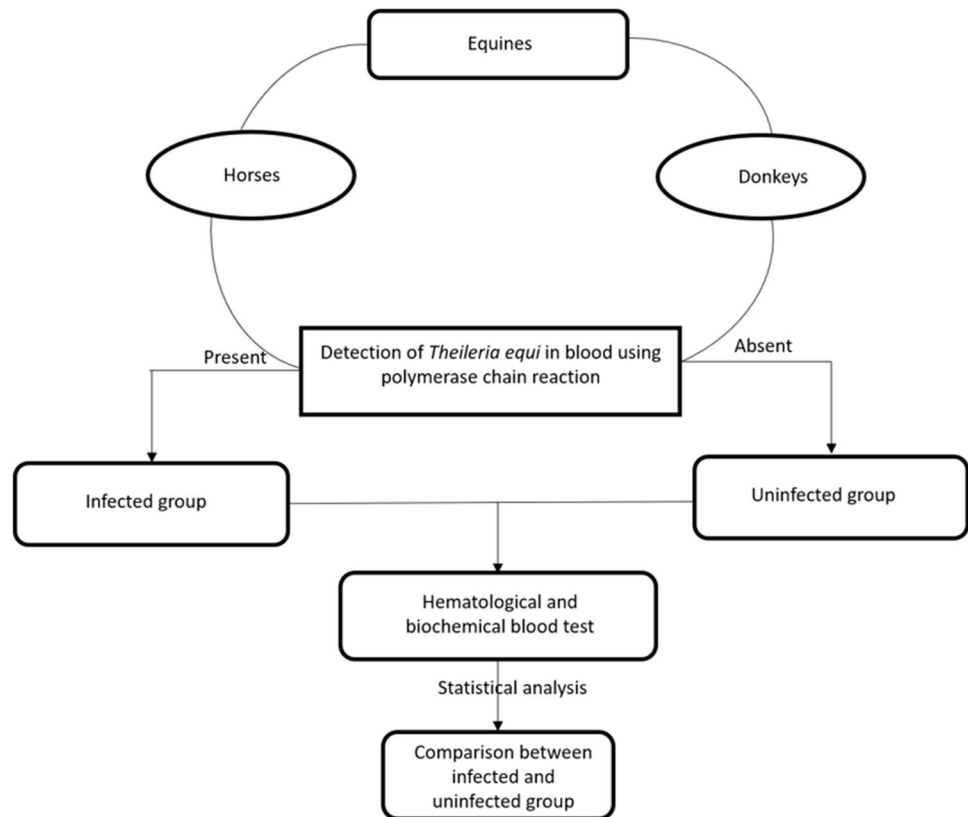 Equines
Horses
Donkeys
Present
Detection of Theileria equi in blood using
polymerase chain reaction
Absent
Infected group
Uninfected group
Hematological and
biochemical blood test
Statistical analysis
Comparison between
infected and
uninfected group